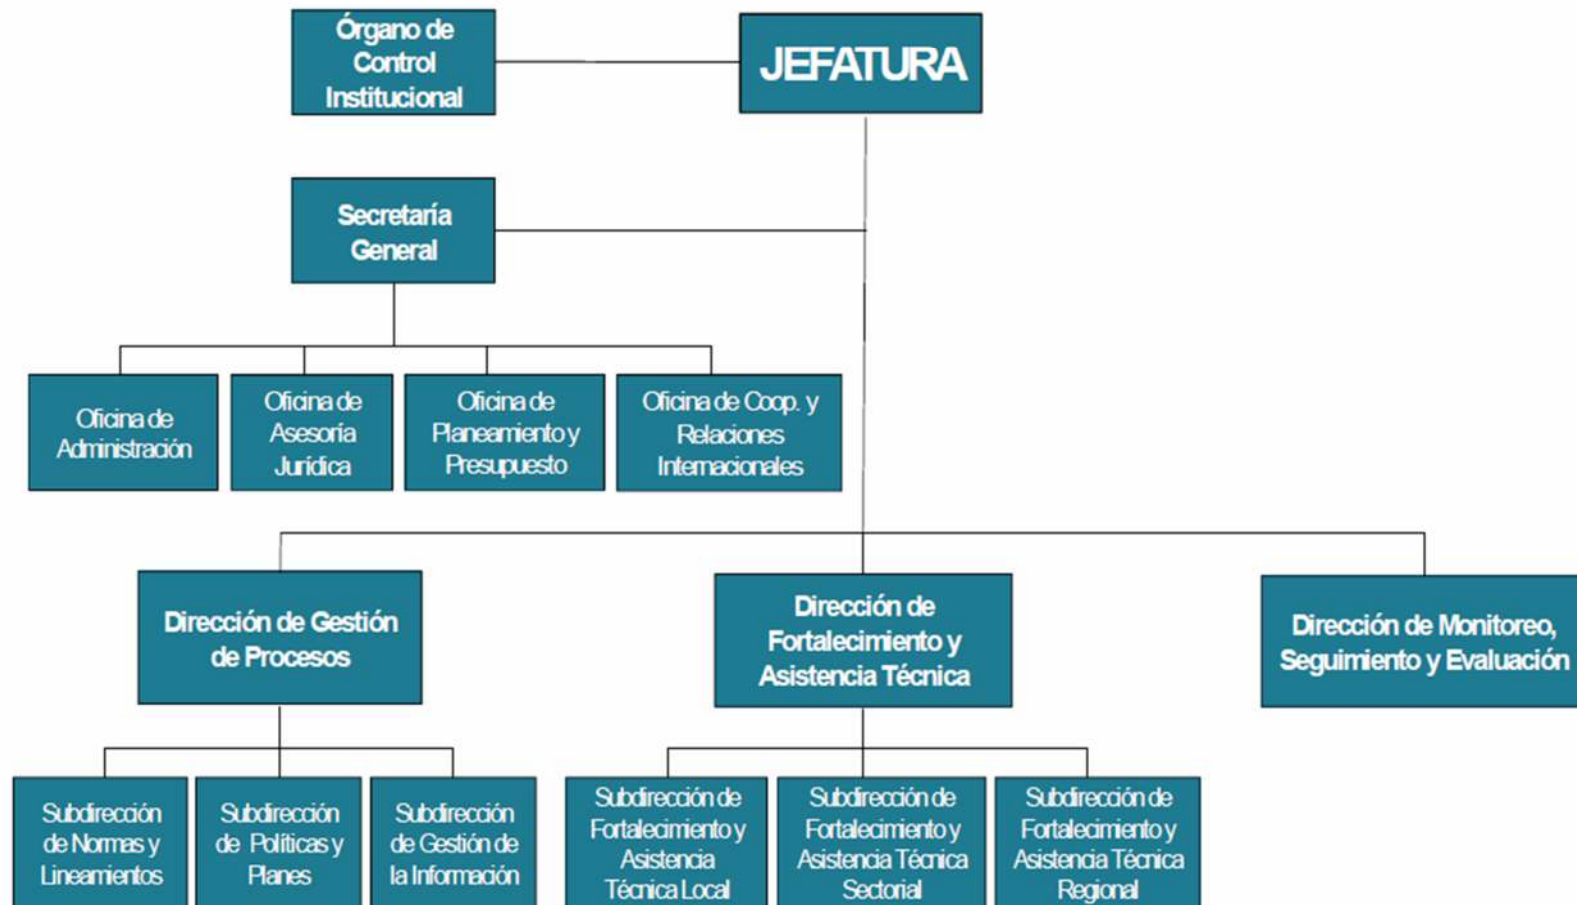 Órgano de
Control
Institucional
JEFATURA
Secretaría
General
Oficina de
Administración
Oficina de
Asesoría
Jurídica
Oficina de
Planeamiento y
Presupuesto
Oficina de Coop. y
Relaciones
Internacionales
Dirección de Gestión
de Procesos
Dirección de
Fortalecimiento y
Asistencia Técnica
Dirección de Monitoreo,
Seguimiento y Evaluación
Subdirección
de Normas y
Lineamientos
Subdirección
de Políticas y
Planes
Subdirección
de Gestión de
la Información
Subdirección de
Fortalecimiento y
Asistencia
Técnica Local
Subdirección de
Fortalecimiento y
Asistencia Técnica
Sectorial
Subdirección de
Fortalecimiento y
Asistencia Técnica
Regional